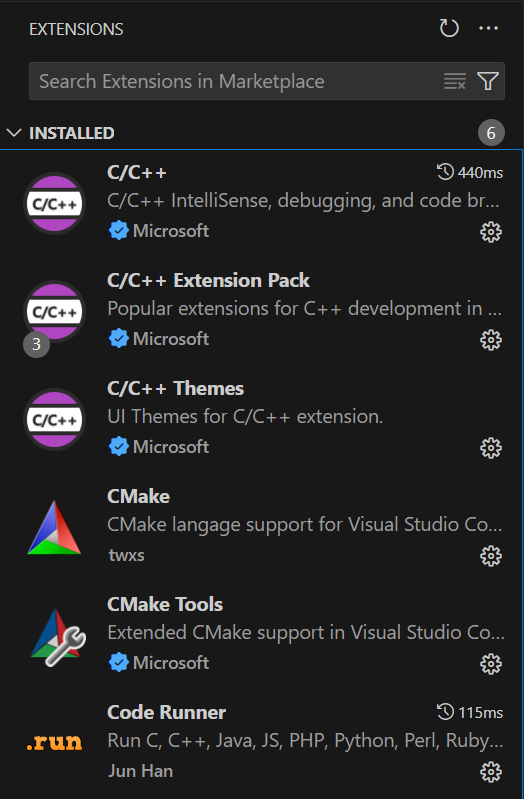 EXTENSIONS
Search Extensions in Marketplace
INSTALLED 6
C/C++
C/C++ 440ms
C/C++ IntelliSense, debugging, and code br...
Microsoft
C/C++
3
C/C++ Extension Pack
Popular extensions for C++ development in ...
Microsoft
C/C++
C/C++ Themes
UI Themes for C/C++ extension.
Microsoft
CMake
CMake langage support for Visual Studio Co...
twxs
CMake Tools
Extended CMake support in Visual Studio Co...
Microsoft
.run
Code Runner 115ms
Run C, C++, Java, JS, PHP, Python, Perl, Ruby...
Jun Han